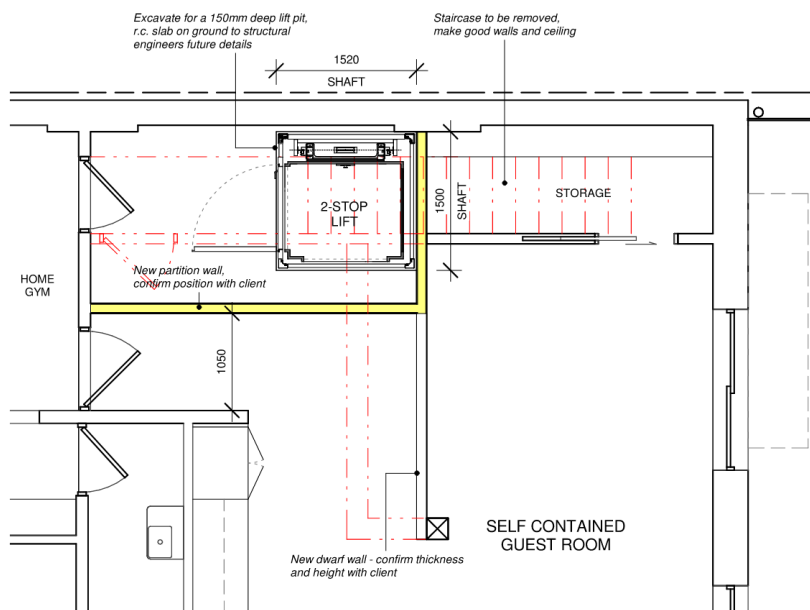 Excavate for a 150mm deep lift pit,
r.c. slab on ground to structural
engineers future details
Staircase to be removed,
make good walls and ceiling
1520
SHAFT
2-STOP
LIFT
1500
SHAFT
STORAGE
HOME
GYM
New partition wall,
confirm position with client
1050
SELF CONTAINED
GUEST ROOM
New dwarf wall - confirm thickness
and height with client